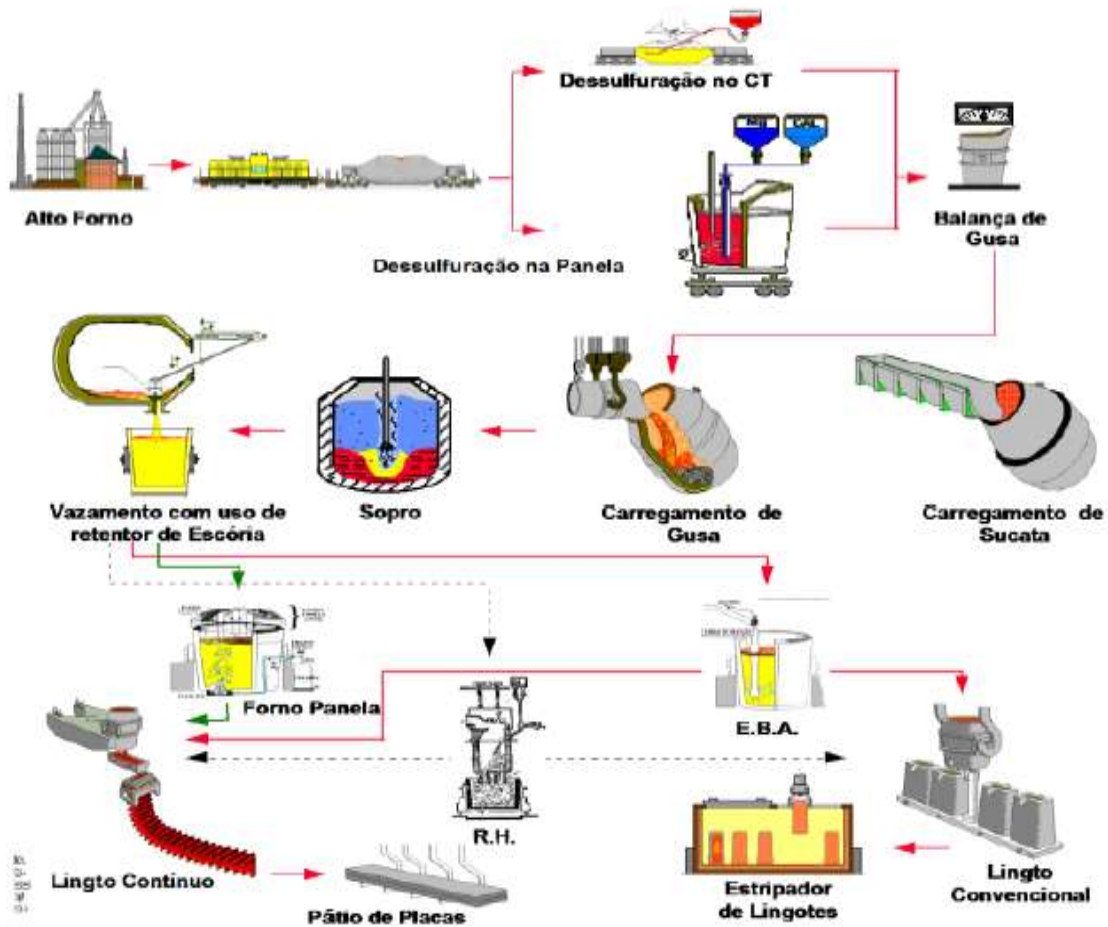 Dessulfuração no CT
Alto Forno
Dessulfuração na Panela
Balança de
Gusa
Vazamento com uso de
retentor de Escória
Sopro
Carregamento de
Gusa
Carregamento de
Sucata
Forno Panela
E.B.A.
R.H.
Lingto Contínuo
Pátio de Placas
Estripador
de Lingotes
Lingto
Convencional